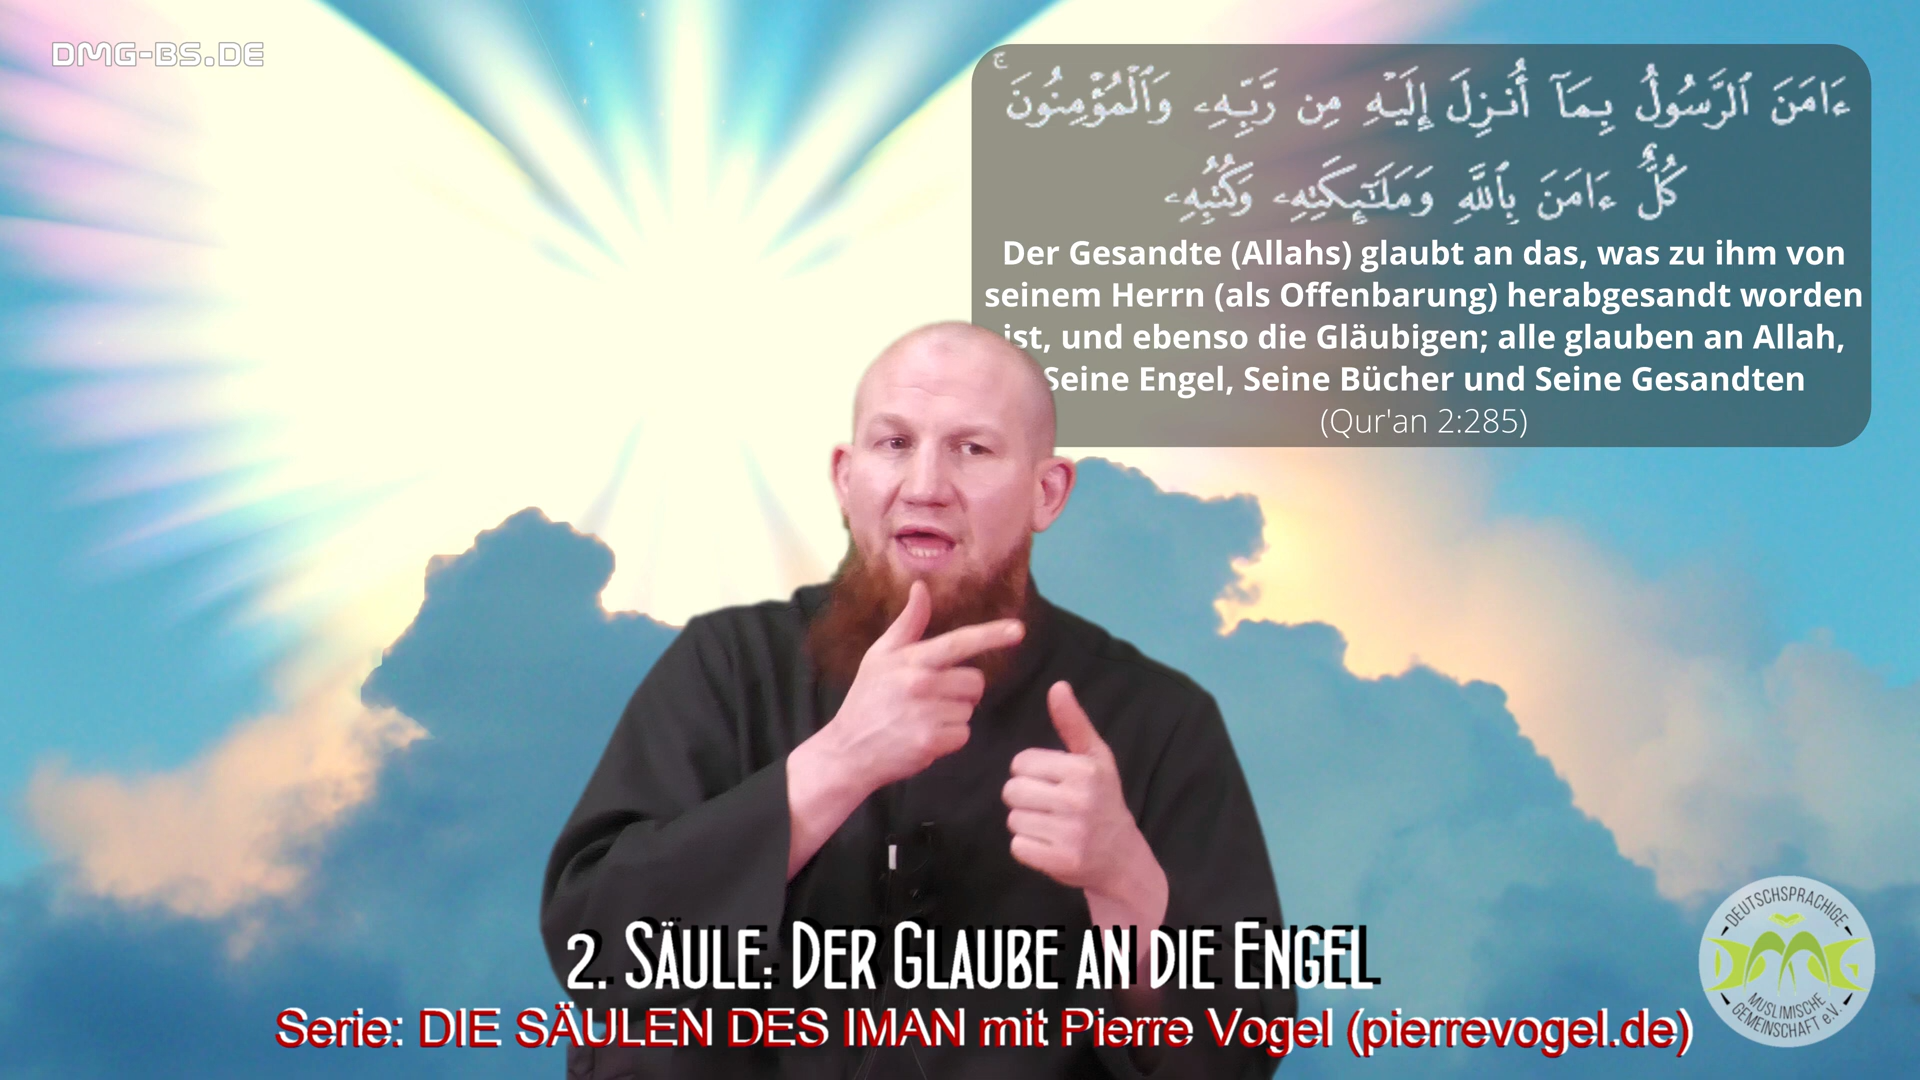 DMG-BS.DE
ءَامَنَ ٱلرَّسُولُ بِمَآ أُنزِلَ إِلَيْهِ مِن رَّبِّهِۦ وَٱلْمُؤْمِنُونَ ۚ
كُلٌّ ءَامَنَ بِٱللَّهِ وَمَلَـٰٓئِكَتِهِۦ وَكُتُبِهِۦ
Der Gesandte (Allahs) glaubt an das, was zu ihm von
seinem Herrn (als Offenbarung) herabgesandt worden
ist, und ebenso die Gläubigen; alle glauben an Allah,
Seine Engel, Seine Bücher und Seine Gesandten
(Qur'an 2:285)
2. SÄULE: DER GLAUBE AN DIE ENGEL
Serie: DIE SÄULEN DES IMAN mit Pierre Vogel (pierrevogel.de)
DEUTSCHSPRACHIGE
DMG
MUSLIMISCHE
GEMEINSCHAFT e.V.